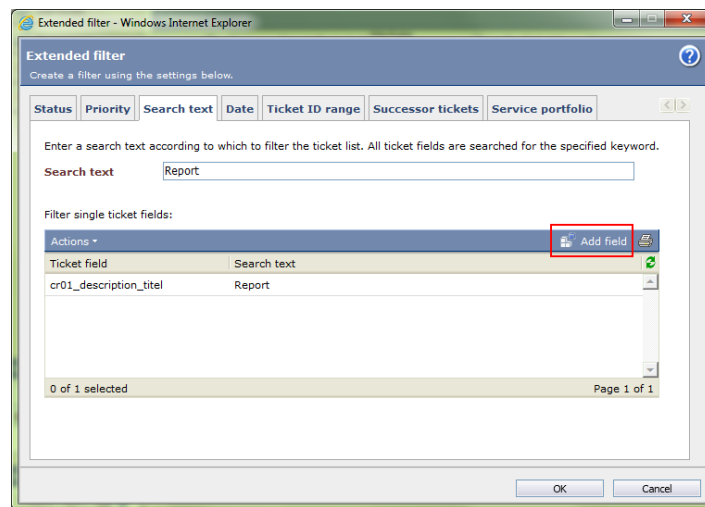 Extended filter - Windows Internet Explorer
Extended filter
Create a filter using the settings below.
Status Priority Search text Date Ticket ID range Successor tickets Service portfolio
Enter a search text according to which to filter the ticket list. All ticket fields are searched for the specified keyword.
Search text Report
Filter single ticket fields:
Actions Add field
Ticket field Search text
cr01_description_titel Report
0 of 1 selected Page 1 of 1
OK Cancel